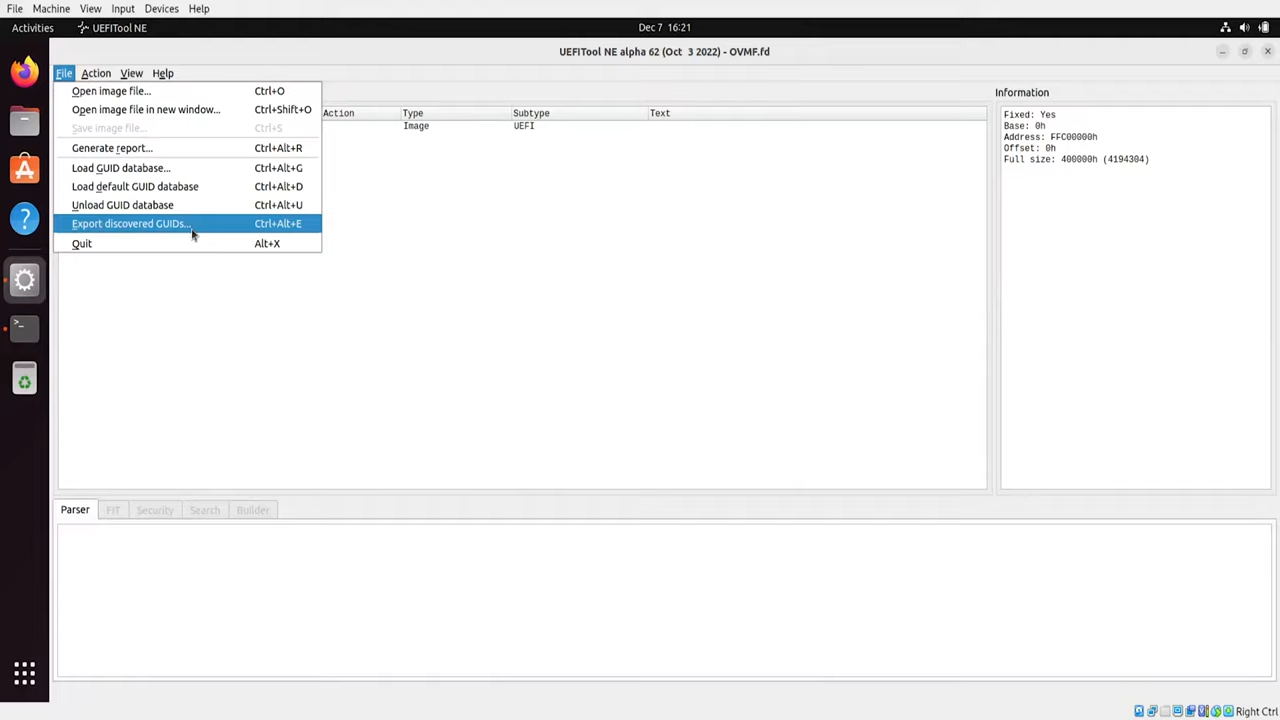 File Machine View Input Devices Help
Activities UEFITool NE Dec 7 16:21
UEFITool NE alpha 62 (Oct 3 2022) - OVMF.fd
File Action View Help
Open image file... Ctrl+O
Open image file in new window... Ctrl+Shift+O
Save image file... Ctrl+S
Generate report... Ctrl+Alt+R
Load GUID database... Ctrl+Alt+G
Load default GUID database Ctrl+Alt+D
Unload GUID database Ctrl+Alt+U
Export discovered GUIDs... Ctrl+Alt+E
Quit Alt+X
Action Type Subtype Text
Image UEFI
Information
Fixed: Yes
Base: 0h
Address: FFC00000h
Offset: 0h
Full size: 400000h (4194304)
Parser FIT Security Search Builder
Right Ctrl